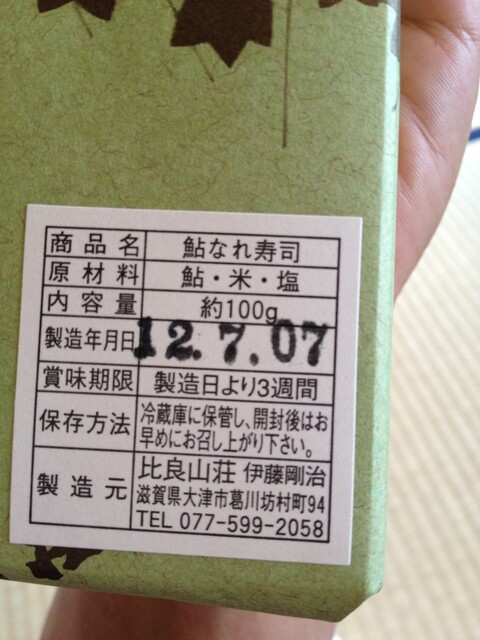 商品名 鮎なれ寿司
原材料 鮎・米・塩
内容量 約100g
製造年月日 12.7.07
賞味期限 製造日より3週間
保存方法 冷蔵庫に保管し、開封後はお
早めにお召し上がり下さい。
製造元 比良山荘 伊藤剛治
滋賀県大津市葛川坊村町94
TEL 077-599-2058